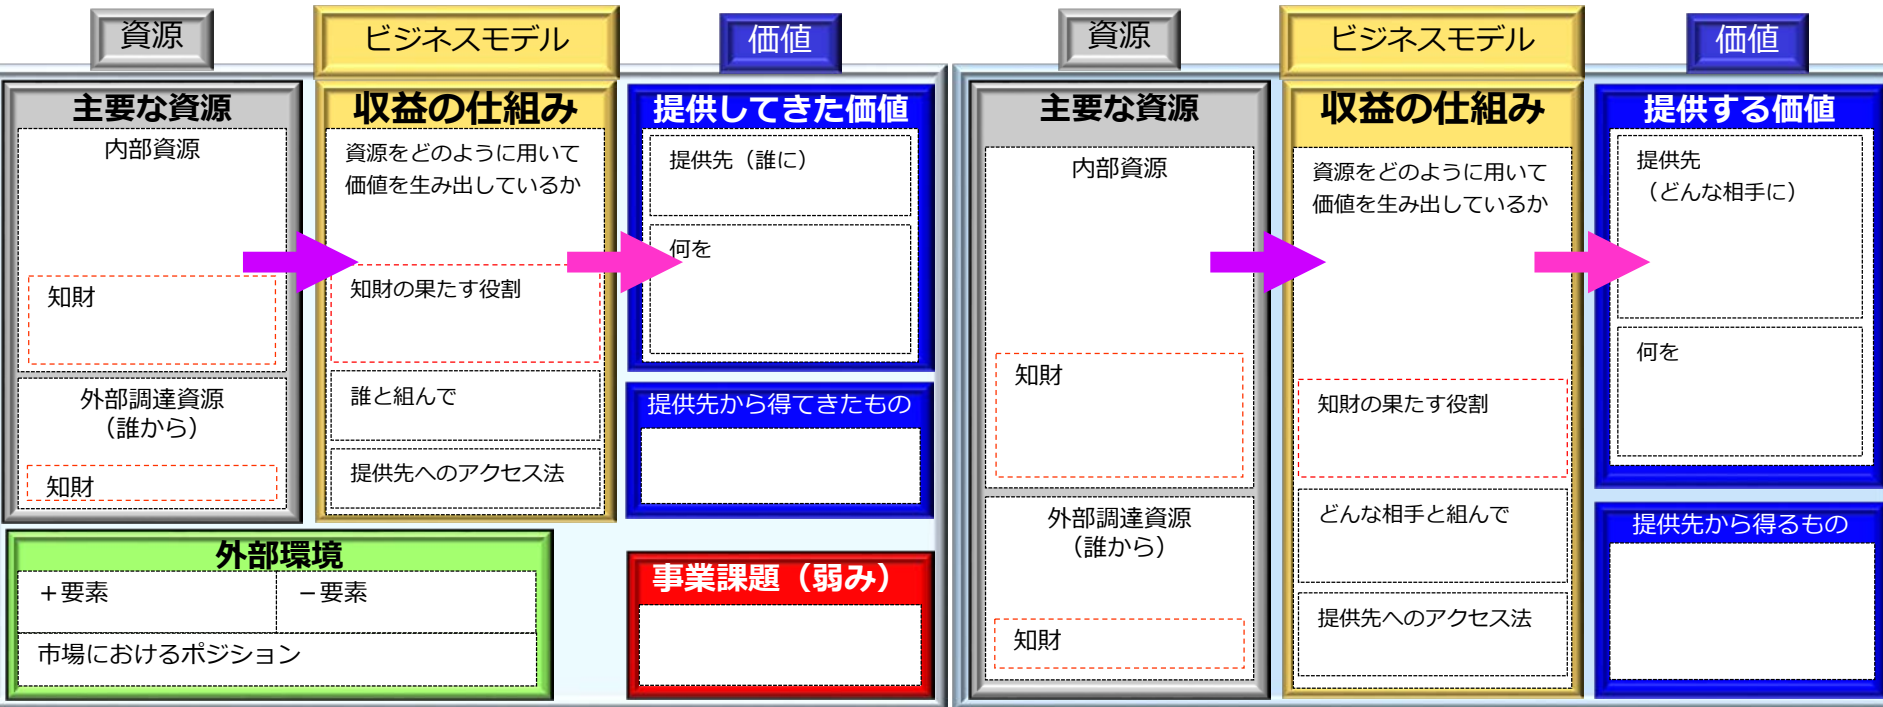 資源
ビジネスモデル
価値
主要な資源
内部資源
知財
外部調達資源
（誰から）
知財
収益の仕組み
資源をどのように用いて
価値を生み出しているか
知財の果たす役割
誰と組んで
提供先へのアクセス法
提供してきた価値
提供先（誰に）
何を
提供先から得てきたもの
外部環境
＋要素
－要素
市場におけるポジション
事業課題（弱み）
資源
ビジネスモデル
価値
主要な資源
内部資源
知財
外部調達資源
（誰から）
知財
収益の仕組み
資源をどのように用いて
価値を生み出しているか
知財の果たす役割
どんな相手と組んで
提供先へのアクセス法
提供する価値
提供先
（どんな相手に）
何を
提供先から得るもの